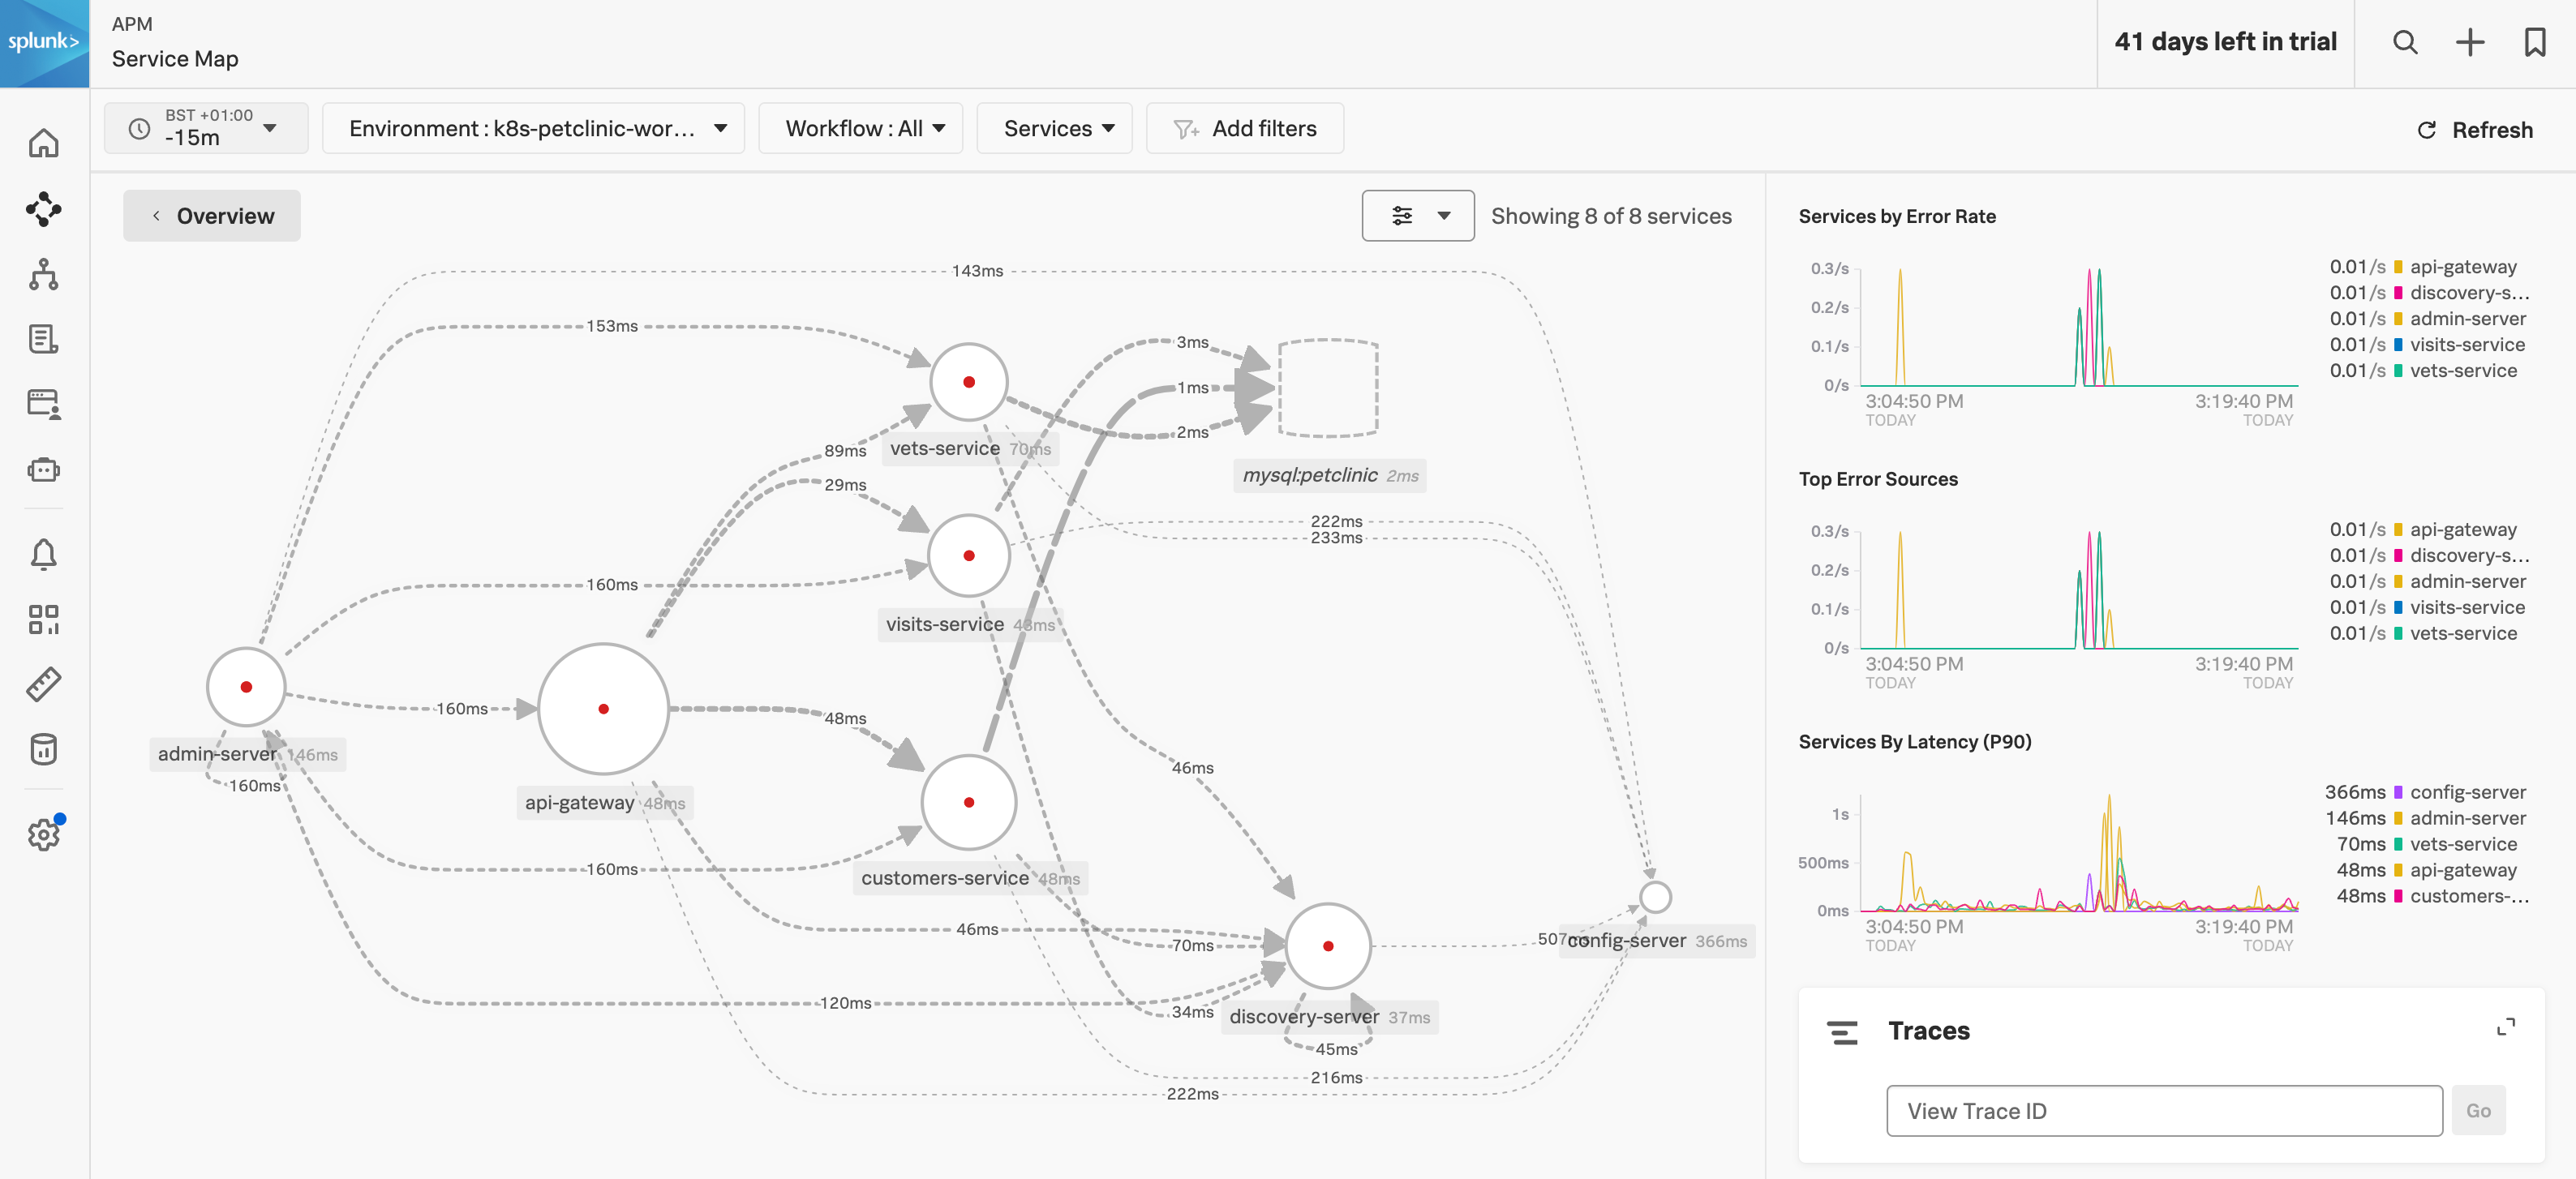 splunk>
APM
Service Map
41 days left in trial
BST +01:00
-15m
Environment : k8s-petclinic-wor...
Workflow : All
Services
Add filters
Refresh
Overview
Showing 8 of 8 services
143ms
153ms
3ms
1ms
2ms
89ms
vets-service 70ms
mysql:petclinic 2ms
29ms
222ms
233ms
160ms
visits-service 43ms
160ms
48ms
admin-server 146ms
160ms
46ms
api-gateway 48ms
160ms
customers-service 48ms
46ms
70ms
507ms
config-server 366ms
120ms
34ms
discovery-server 37ms
45ms
216ms
222ms
Services by Error Rate
0.3/s
0.2/s
0.1/s
0/s
3:04:50 PM
TODAY
3:19:40 PM
TODAY
0.01/s api-gateway
0.01/s discovery-s...
0.01/s admin-server
0.01/s visits-service
0.01/s vets-service
Top Error Sources
0.3/s
0.2/s
0.1/s
0/s
3:04:50 PM
TODAY
3:19:40 PM
TODAY
0.01/s api-gateway
0.01/s discovery-s...
0.01/s admin-server
0.01/s visits-service
0.01/s vets-service
Services By Latency (P90)
1s
500ms
0ms
3:04:50 PM
TODAY
3:19:40 PM
TODAY
366ms config-server
146ms admin-server
70ms vets-service
48ms api-gateway
48ms customers-...
Traces
View Trace ID
Go